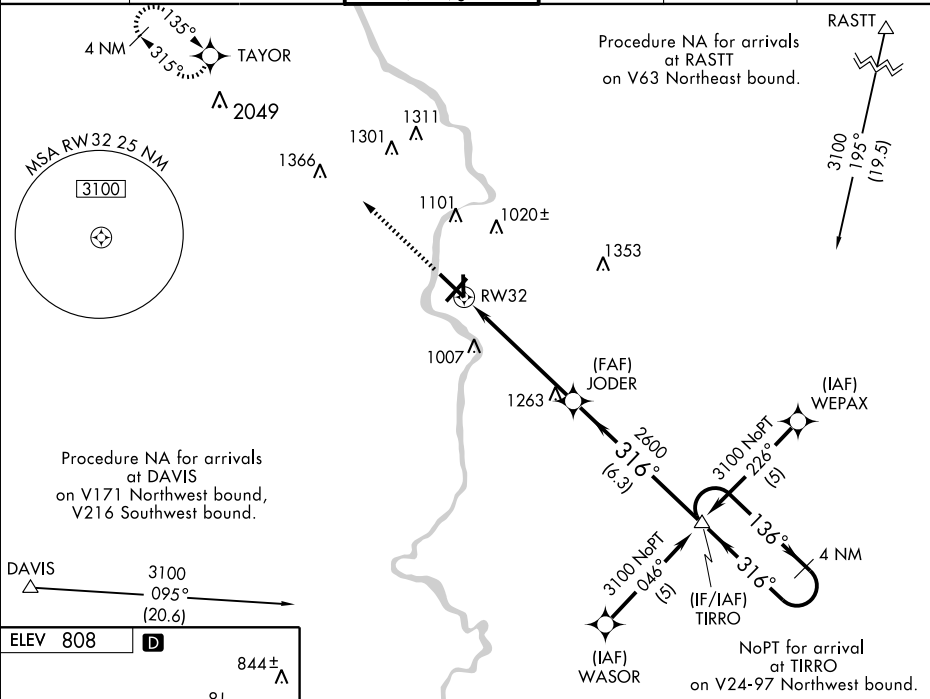 135°
4 NM
315°
TAYOR
2049
RASTT
Procedure NA for arrivals
at RASTT
on V63 Northeast bound.
3100
195°
(19.5)
MSA RW32 25 NM
3100
1311
1301
1366
1101
1020±
1353
RW32
1007
(FAF)
JODER
1263
(IAF)
WEPAX
2600
316°
(6.3)
3100 NoPT
226°
(5)
Procedure NA for arrivals
at DAVIS
on V171 Northwest bound,
V216 Southwest bound.
136°
4 NM
316°
3100 NoPT
046°
(5)
(IF/IAF)
TIRRO
(IAF)
WASOR
DAVIS
3100
095°
(20.6)
NoPT for arrival
at TIRRO
on V24-97 Northwest bound.
ELEV 808
D
844±